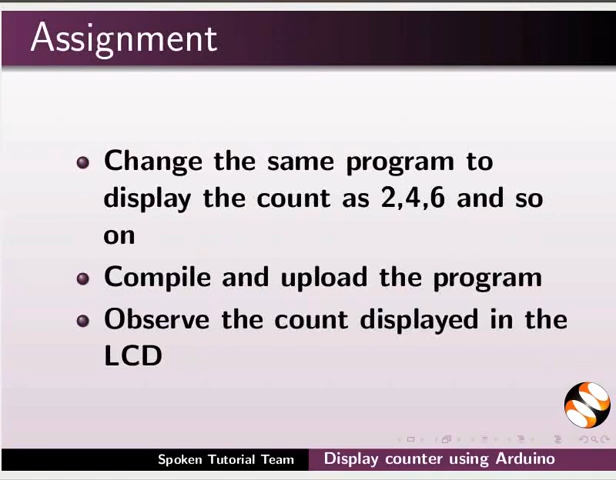 Assignment
Change the same program to
display the count as 2,4,6 and so
on
Compile and upload the program
Observe the count displayed in the
LCD
Spoken Tutorial Team
Display counter using Arduino